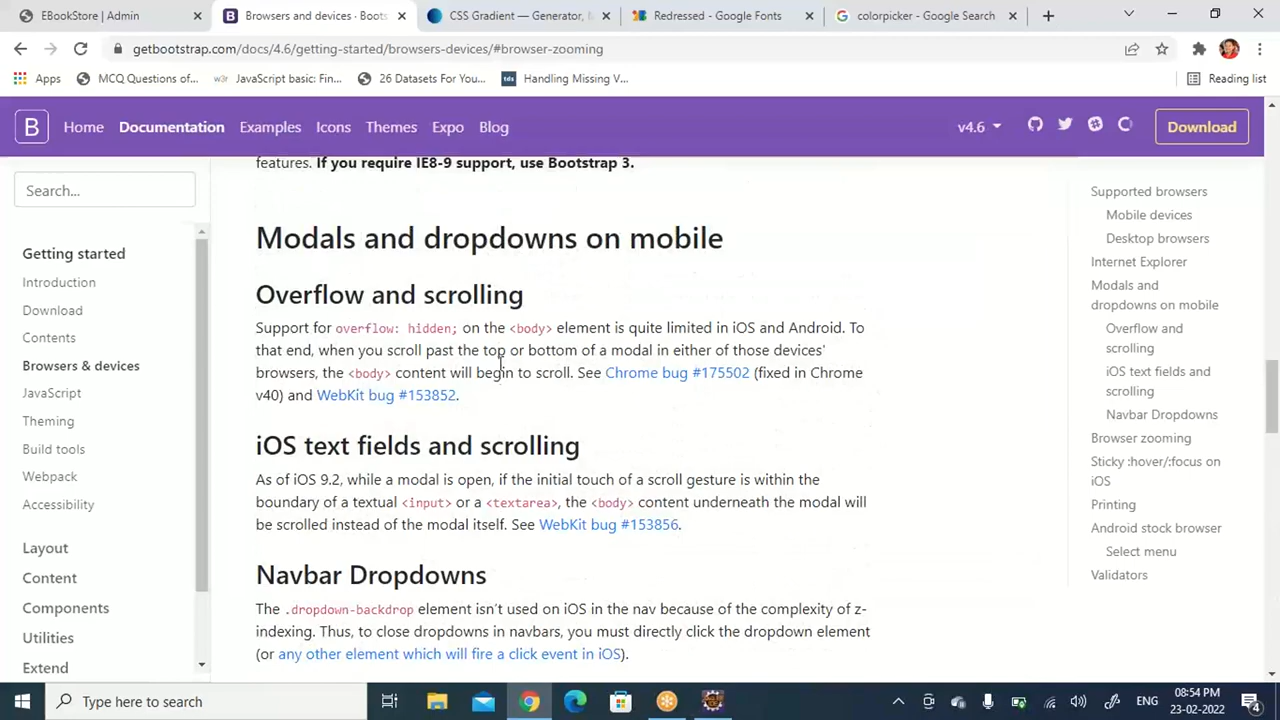 EBookStore | Admin
Browsers and devices · Boots
CSS Gradient — Generator, M
Redressed - Google Fonts
colorpicker - Google Search
getbootstrap.com/docs/4.6/getting-started/browsers-devices/#browser-zooming
Apps
MCQ Questions of...
JavaScript basic: Fin...
26 Datasets For You...
Handling Missing V...
Reading list
B
Home
Documentation
Examples
Icons
Themes
Expo
Blog
v4.6
Download
Search...
Getting started
Introduction
Download
Contents
Browsers & devices
JavaScript
Theming
Build tools
Webpack
Accessibility
Layout
Content
Components
Utilities
Extend
features. If you require IE8-9 support, use Bootstrap 3.
Modals and dropdowns on mobile
Overflow and scrolling
Support for overflow: hidden; on the <body> element is quite limited in iOS and Android. To
that end, when you scroll past the top or bottom of a modal in either of those devices'
browsers, the <body> content will begin to scroll. See Chrome bug #175502 (fixed in Chrome
v40) and WebKit bug #153852.
iOS text fields and scrolling
As of iOS 9.2, while a modal is open, if the initial touch of a scroll gesture is within the
boundary of a textual <input> or a <textarea>, the <body> content underneath the modal will
be scrolled instead of the modal itself. See WebKit bug #153856.
Navbar Dropdowns
The .dropdown-backdrop element isn't used on iOS in the nav because of the complexity of z-
indexing. Thus, to close dropdowns in navbars, you must directly click the dropdown element
(or any other element which will fire a click event in iOS).
Supported browsers
Mobile devices
Desktop browsers
Internet Explorer
Modals and
dropdowns on mobile
Overflow and
scrolling
iOS text fields and
scrolling
Navbar Dropdowns
Browser zooming
Sticky :hover/:focus on
iOS
Printing
Android stock browser
Select menu
Validators
Type here to search
ENG
08:54 PM
23-02-2022
4